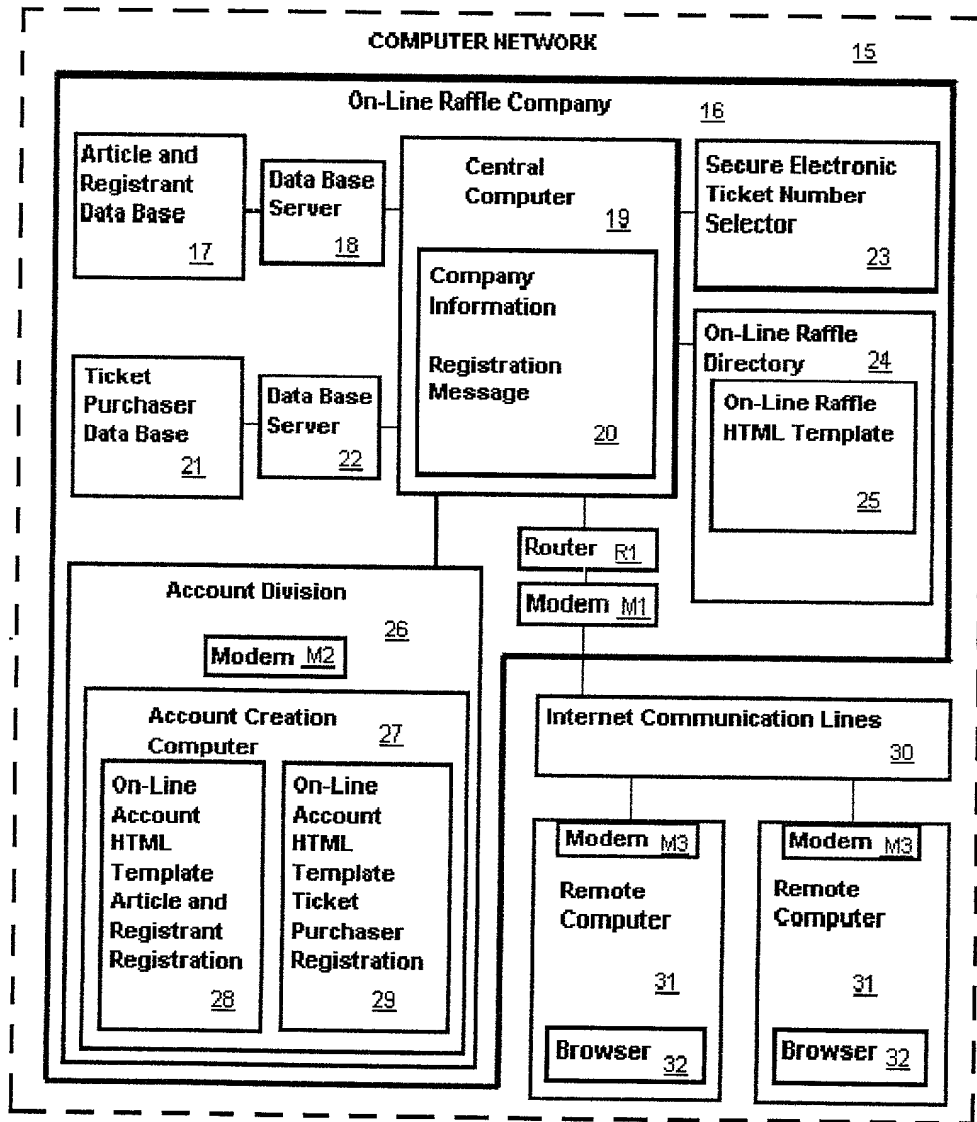 COMPUTER NETWORK 15
On-Line Raffle Company 16
Article and
Registrant
Data Base
17
Data Base
Server
18
Central
Computer
19
Company
Information
Registration
Message
20
Secure Electronic
Ticket Number
Selector
23
Ticket
Purchaser
Data Base
21
Data Base
Server
22
On-Line Raffle
Directory 24
On-Line Raffle
HTML Template
25
Router R1
Modem M1
Account Division
26
Modem M2
Account Creation
Computer 27
On-Line
Account
HTML
Template
Article and
Registrant
Registration
28
On-Line
Account
HTML
Template
Ticket
Purchaser
Registration
29
Internet Communication Lines
30
Modem M3
Remote
Computer
31
Browser 32
Modem M3
Remote
Computer
31
Browser 32